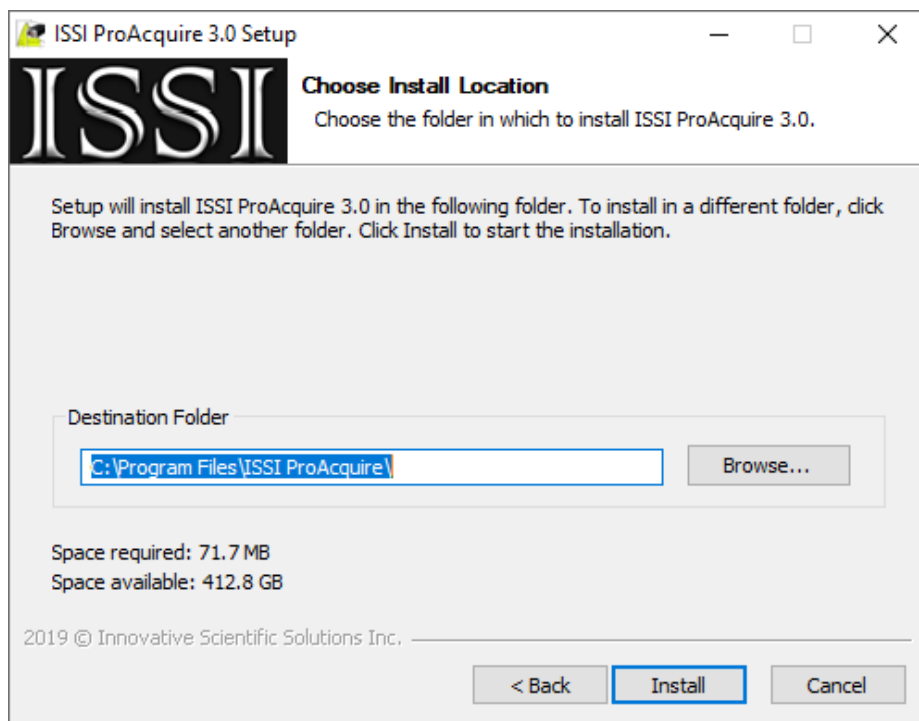 ISSI ProAcquire 3.0 Setup
ISSI
Choose Install Location
Choose the folder in which to install ISSI ProAcquire 3.0.
Setup will install ISSI ProAcquire 3.0 in the following folder. To install in a different folder, click
Browse and select another folder. Click Install to start the installation.
Destination Folder
C:\Program Files\ISSI ProAcquire\
Browse...
Space required: 71.7 MB
Space available: 412.8 GB
2019 © Innovative Scientific Solutions Inc.
< Back
Install
Cancel